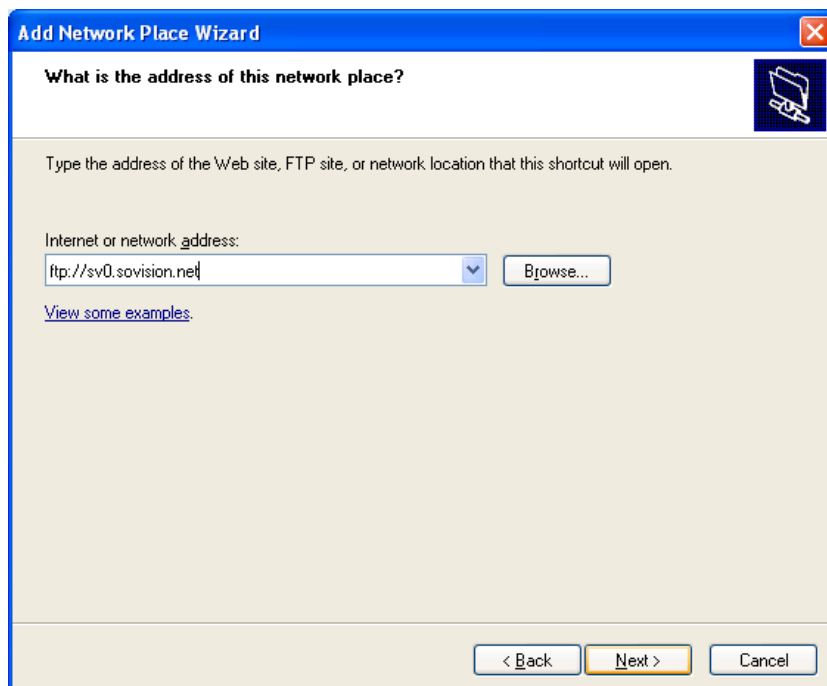 Add Network Place Wizard
What is the address of this network place?
Type the address of the Web site, FTP site, or network location that this shortcut will open.
Internet or network address:
ftp://sv0.sovision.net
Browse...
View some examples.
< Back
Next >
Cancel